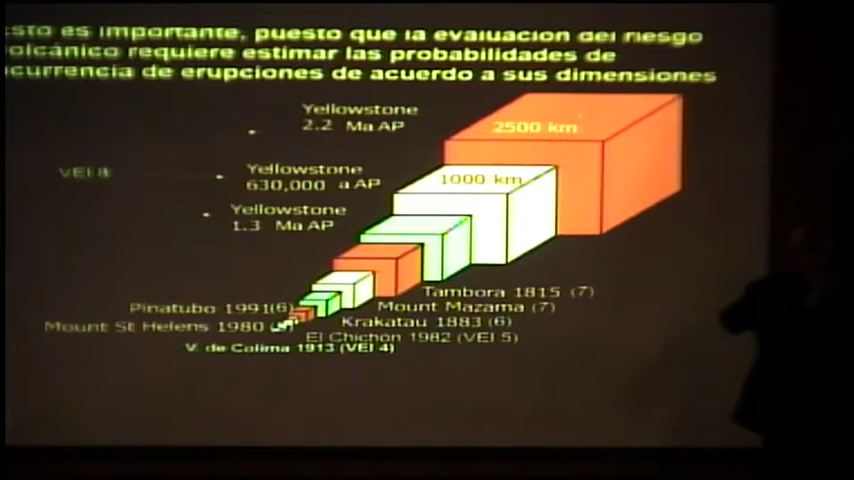 sto es importante, puesto que la evaluación del riesgo
olcánico requiere estimar las probabilidades de
currencia de erupciones de acuerdo a sus dimensiones
Yellowstone
2.2 Ma AP
2500 km
VEI 8
Yellowstone
630,000 a AP
1000 km
Yellowstone
1.3 Ma AP
Tambora 1815 (7)
Pinatubo 1991(6)
Mount Mazama (7)
Mount St Helens 1980
Krakatau 1883 (6)
El Chichón 1982 (VEI 5)
V. de Colima 1913 (VEI 4)